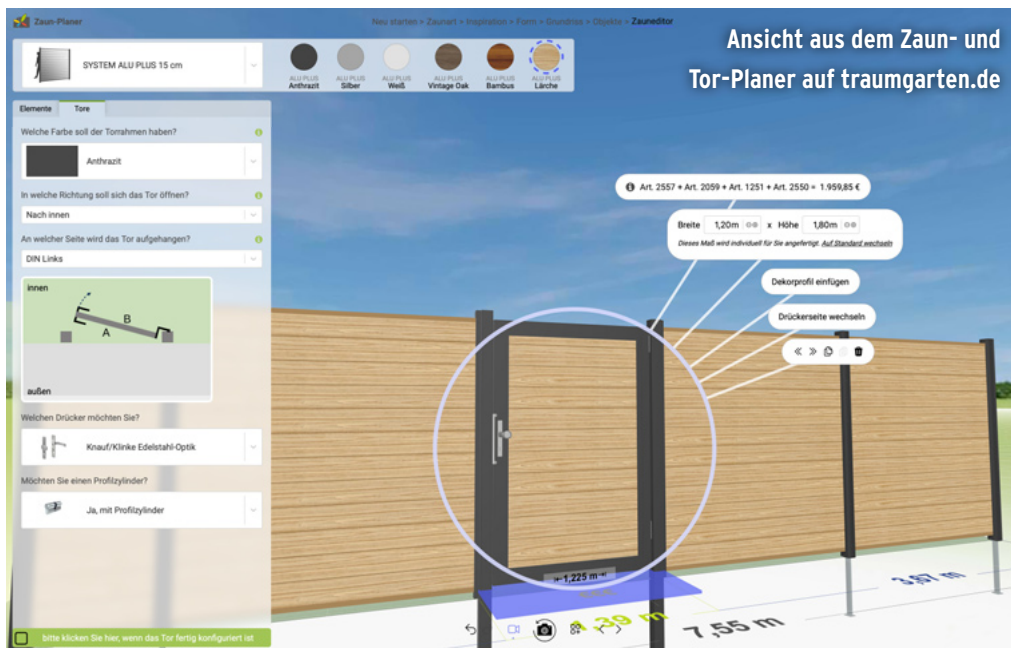 Zaun-Planer
Neu starten > Zaunart > Inspiration > Form > Grundrose > Objekte > Zauneditor
Ansicht aus dem Zaun- und
Tor-Planer auf traumgarten.de
SYSTEM ALU PLUS 15 cm
ALU PLUS
Anthrazit
ALU PLUS
Silber
ALU PLUS
Weiß
ALU PLUS
Vintage Oak
ALU PLUS
Bambus
ALU PLUS
Lärche
Elemente
Tore
Welche Farbe soll der Torrahmen haben?
Anthrazit
In welche Richtung soll sich das Tor öffnen?
Nach innen
An welcher Seite wird das Tor aufgehangen?
DIN Links
innen
B
A
außen
Welchen Drücker möchten Sie?
Knauf/Klinke Edelstahl-Optik
Möchten Sie einen Profilzylinder?
Ja, mit Profilzylinder
bitte klicken Sie hier, wenn das Tor fertig konfiguriert ist
Art. 2557 + Art. 2059 + Art. 1251 + Art. 2550 = 1.959,85 €
Breite 1,20m x Höhe 1,80m
Dieses Maß wird individuell für Sie angefertigt. Auf Standard wechseln
Dekorprofil einfügen
Drückerseite wechseln
1,225 m
1,39 m
7,55 m
3,67 m